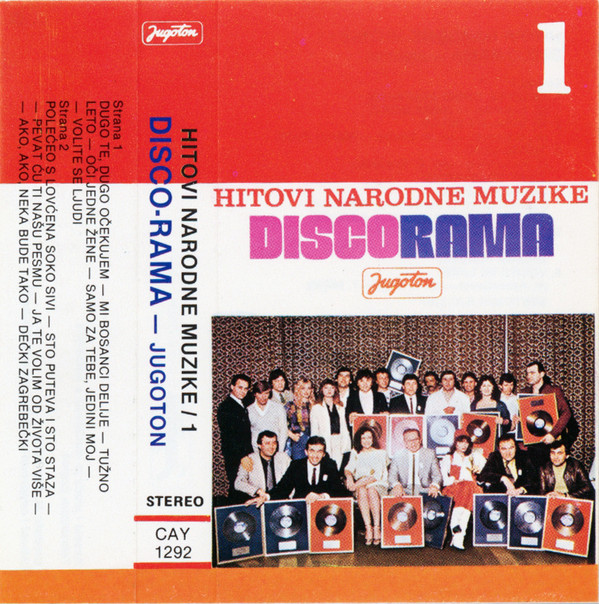 Strana 1
DUGO TE, DUGO OČEKUJEM — MI BOSANCI DELIJE — TUŽNO
LETO — OČI JEDNE ŽENE — SAMO ZA TEBE, JEDINI MOJ —
— VOLITE SE LJUDI
Strana 2
POLEĆEO S LOVĆENA SOKO SIVI — STO PUTEVA I STO STAZA —
— PEVAT ĆU TI NAŠU PESMU — JA TE VOLIM OD ŽIVOTA VIŠE —
— AKO, AKO NEKA BUDE TAKO — DEČKI ZAGREBEČKI
Jugoton
HITOVI NARODNE MUZIKE / 1
DISCO-RAMA — JUGOTON
STEREO
CAY
1292
1
HITOVI NARODNE MUZIKE
DISCORAMA
Jugoton